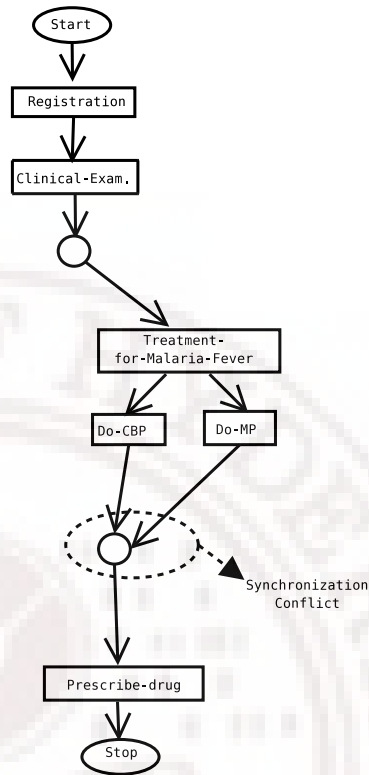 Start
Registration
Clinical-Exam.
Treatment-
for-Malaria-Fever
Do-CBP
Do-MP
Synchronization
Conflict
Prescribe-drug
Stop